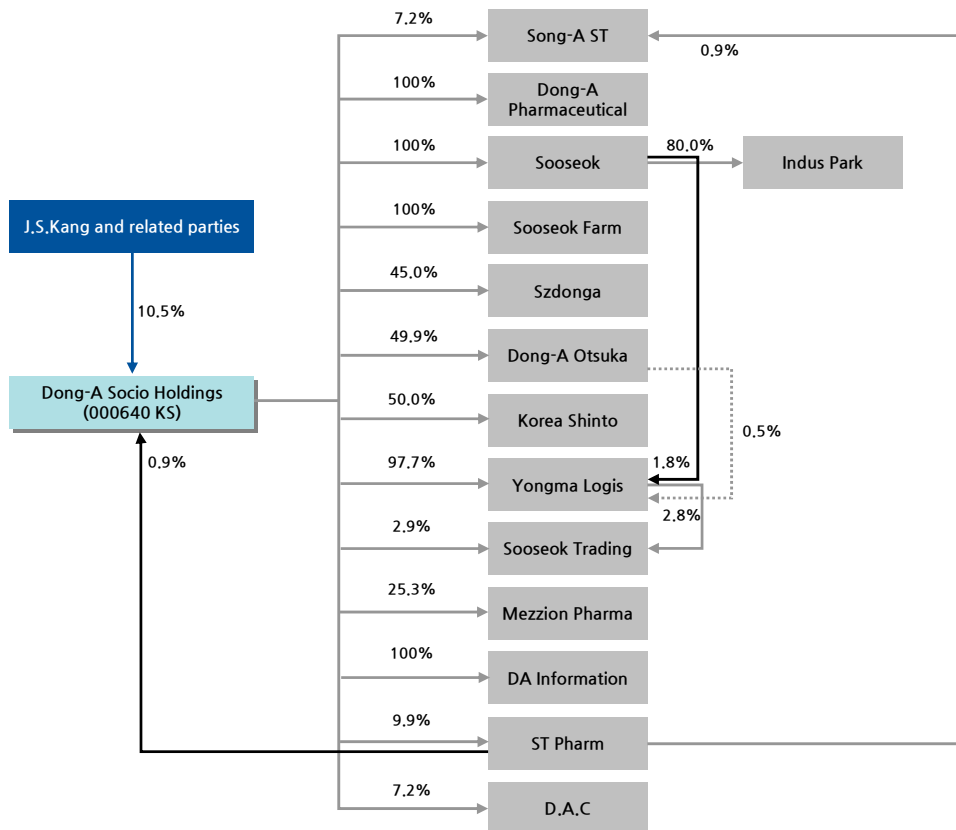 7.2%
Song-A ST
0.9%
100%
Dong-A
Pharmaceutical
100%
Sooseok
80.0%
Indus Park
100%
Sooseok Farm
J.S.Kang and related parties
45.0%
Szdonga
10.5%
49.9%
Dong-A Otsuka
Dong-A Socio Holdings
(000640 KS)
50.0%
Korea Shinto
0.5%
0.9%
97.7%
Yongma Logis
1.8%
2.8%
2.9%
Sooseok Trading
25.3%
Mezzion Pharma
100%
DA Information
9.9%
ST Pharm
7.2%
D.A.C